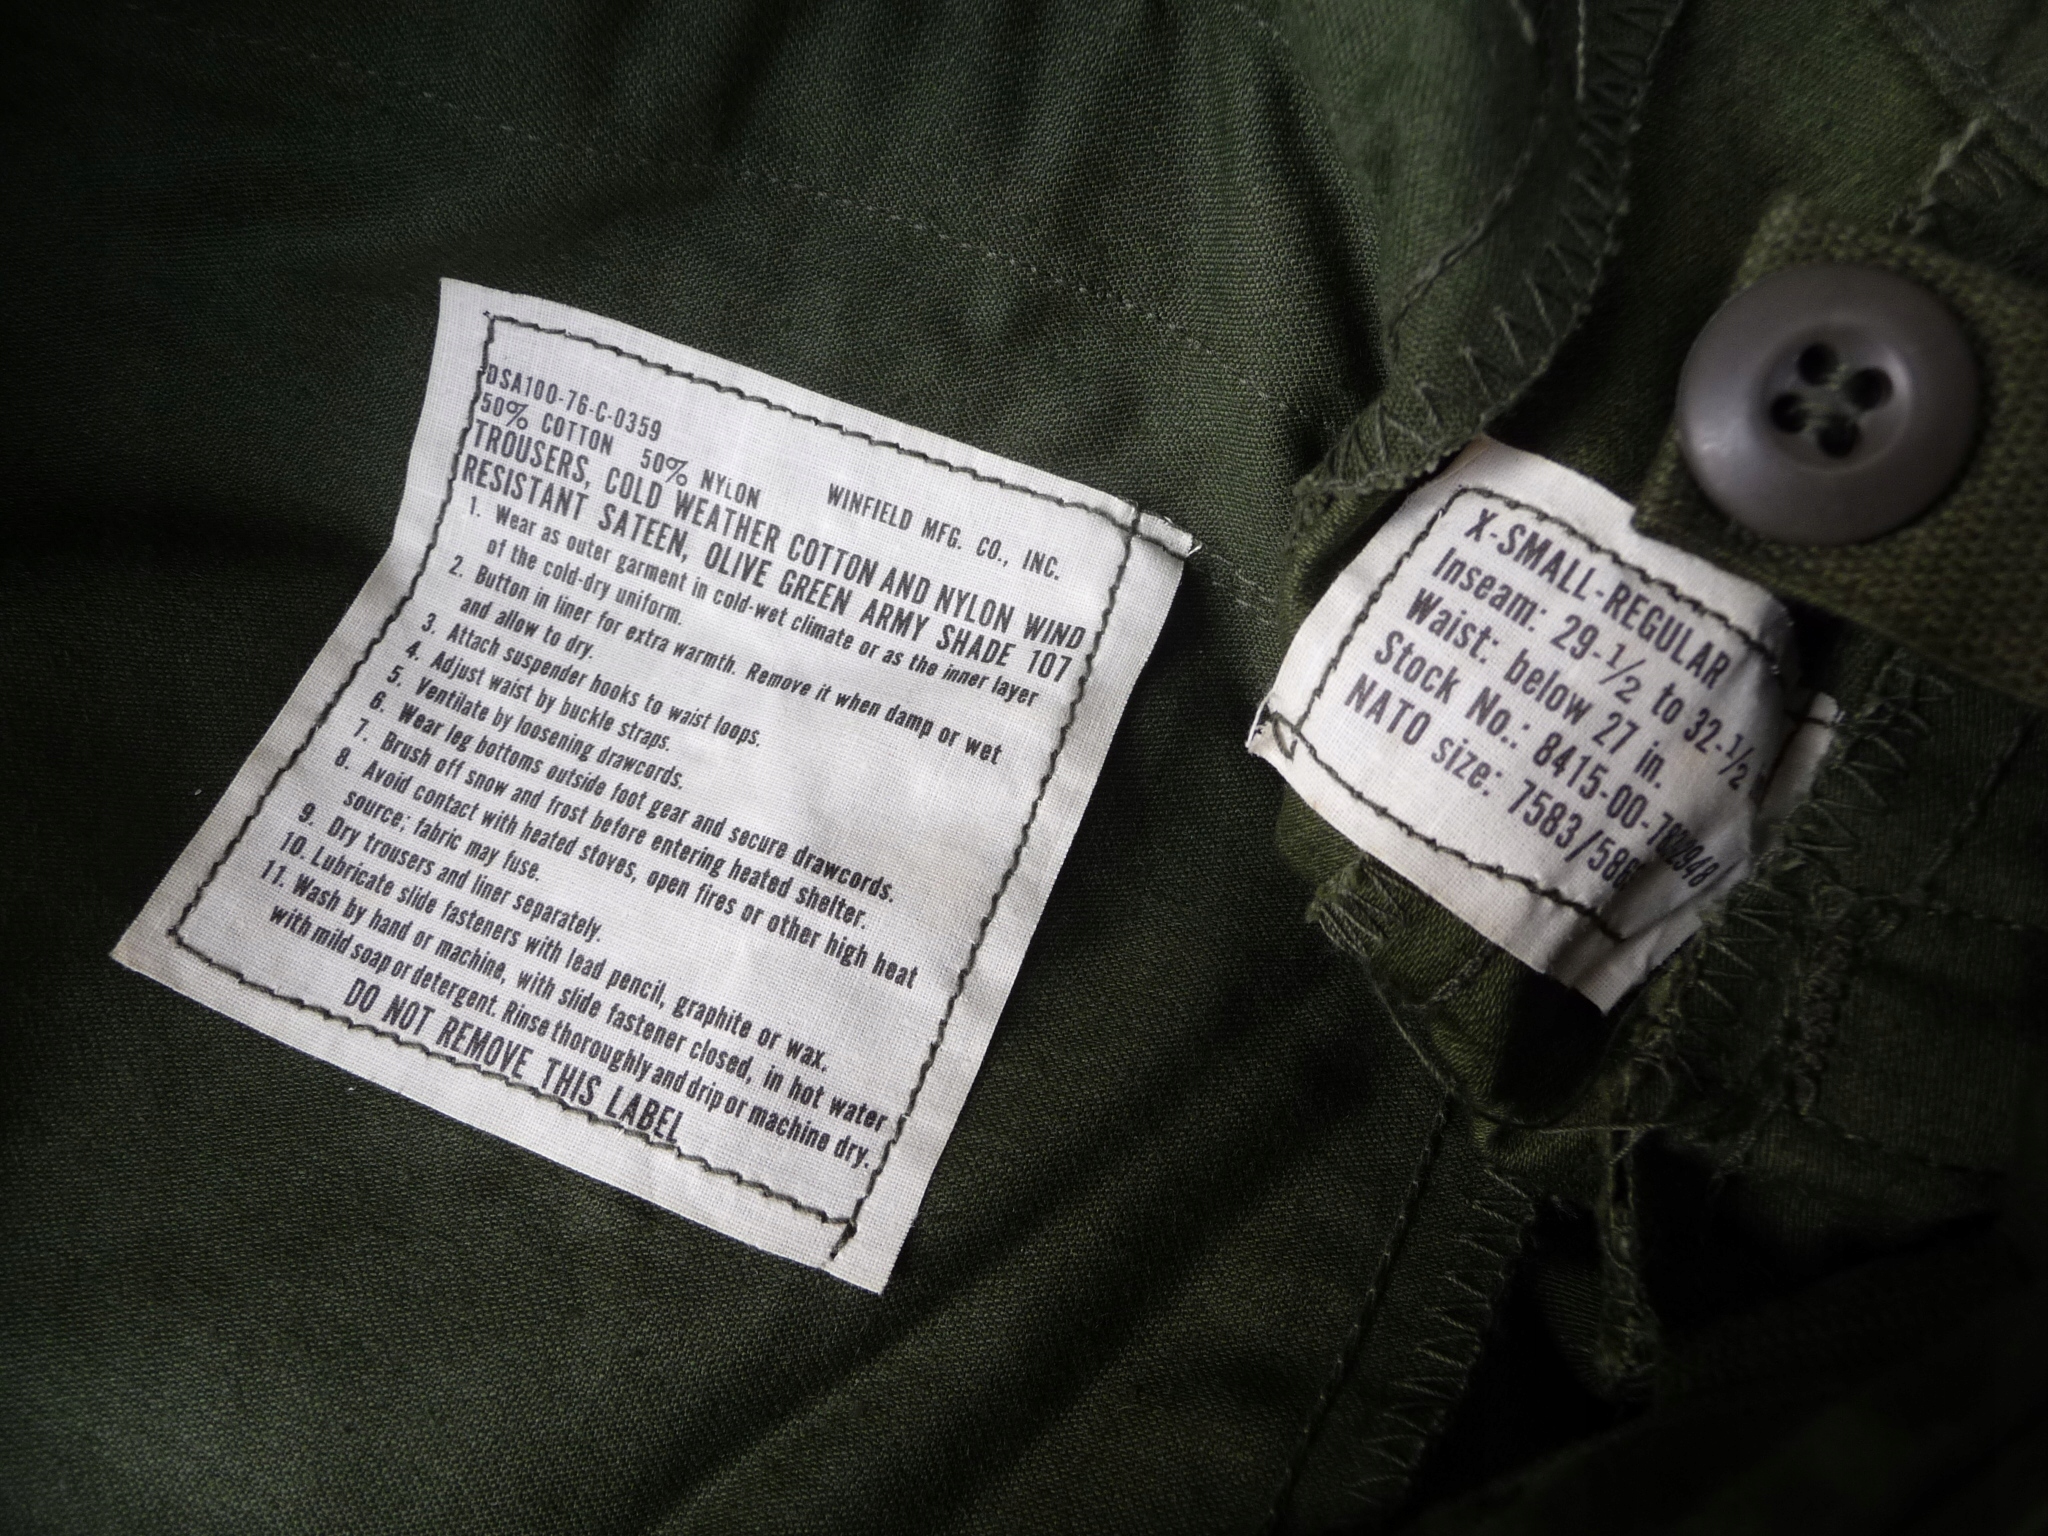 DSA100-76-C-0359
50% COTTON 50% NYLON WINFIELD MFG. CO., INC.
TROUSERS, COLD WEATHER COTTON AND NYLON WIND
RESISTANT SATEEN, OLIVE GREEN ARMY SHADE 107
1. Wear as outer garment in cold-wet climate or as the inner layer
of the cold-dry uniform.
2. Button in liner for extra warmth. Remove it when damp or wet
and allow to dry.
3. Attach suspender hooks to waist loops.
4. Adjust waist by buckle straps.
5. Ventilate by loosening drawcords.
6. Wear leg bottoms outside foot gear and secure drawcords.
7. Brush off snow and frost before entering heated shelter.
8. Avoid contact with heated stoves, open fires or other high heat
source; fabric may fuse.
9. Dry trousers and liner separately.
10. Lubricate slide fasteners with lead pencil, graphite or wax.
11. Wash by hand or machine, with slide fastener closed, in hot water
with mild soap or detergent. Rinse thoroughly and drip or machine dry.
DO NOT REMOVE THIS LABEL
X-SMALL-REGULAR
Inseam: 29-1/2 to 32-1/2
Waist: below 27 in.
Stock No.: 8415-00-782-2948
NATO size: